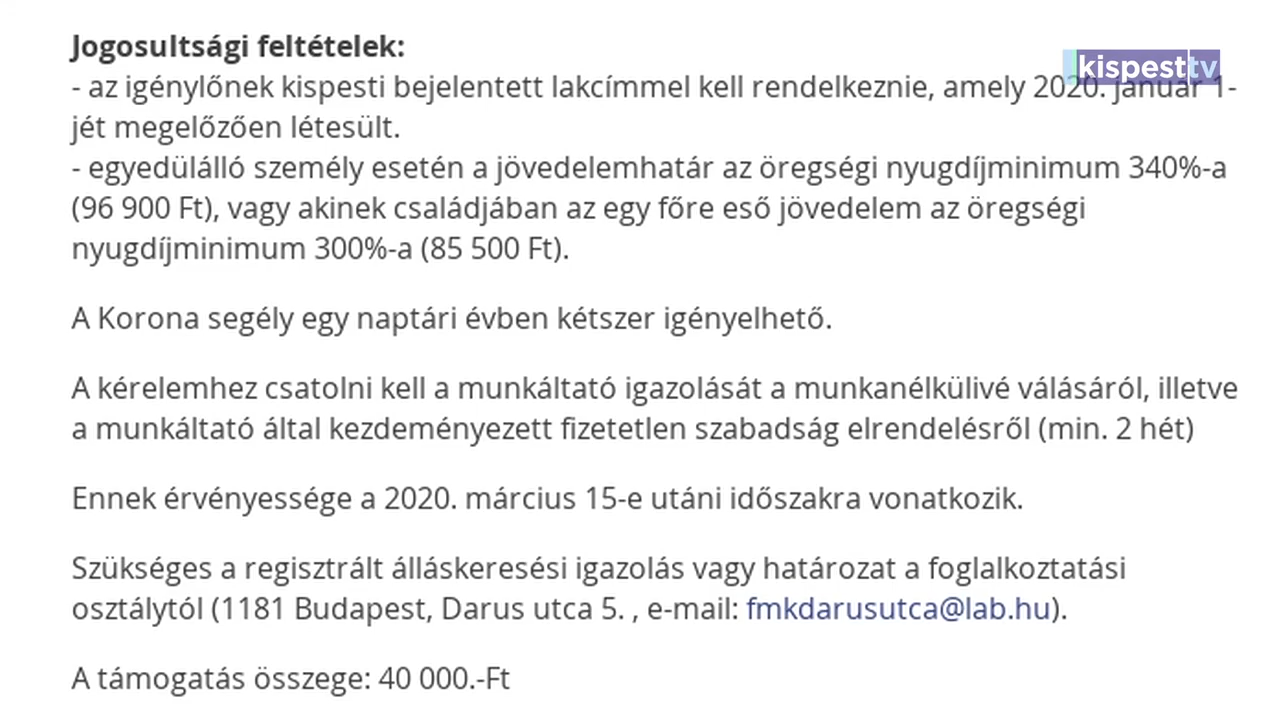 Jogosultsági feltételek:
kispest tv
- az igénylőnek kispesti bejelentett lakcímmel kell rendelkeznie, amely 2020. január 1-
jét megelőzően létesült.
- egyedülálló személy esetén a jövedelemhatár az öregségi nyugdíjminimum 340%-a
(96 900 Ft), vagy akinek családjában az egy főre eső jövedelem az öregségi
nyugdíjminimum 300%-a (85 500 Ft).
A Korona segély egy naptári évben kétszer igényelhető.
A kérelemhez csatolni kell a munkáltató igazolását a munkanélkülivé válásáról, illetve
a munkáltató által kezdeményezett fizetetlen szabadság elrendelésről (min. 2 hét)
Ennek érvényessége a 2020. március 15-e utáni időszakra vonatkozik.
Szükséges a regisztrált álláskeresési igazolás vagy határozat a foglalkoztatási
osztálytól (1181 Budapest, Darus utca 5. , e-mail: fmkdarusutca@lab.hu).
A támogatás összege: 40 000.-Ft